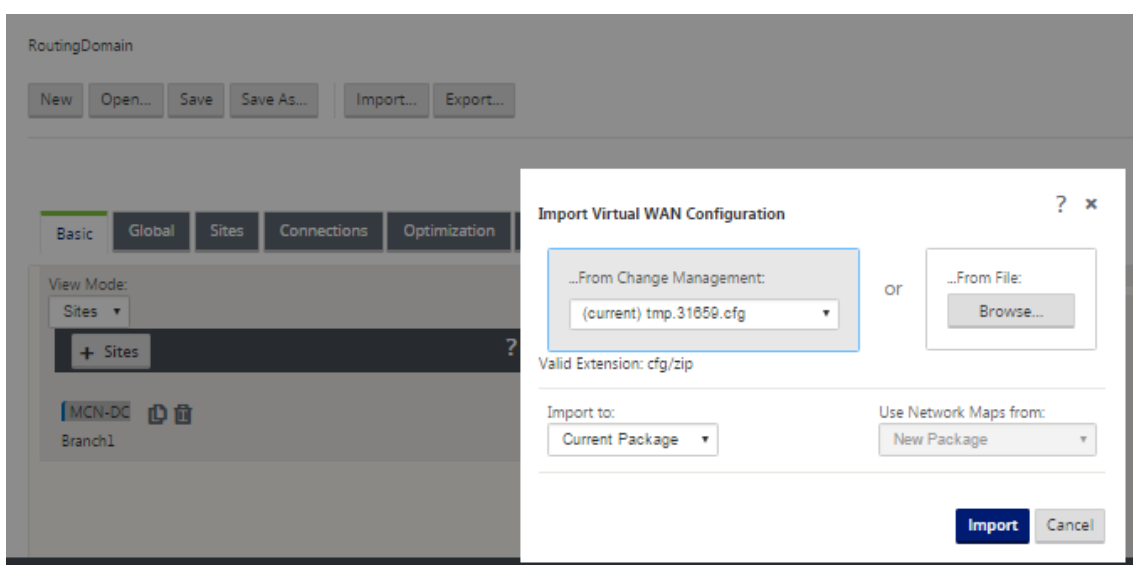 RoutingDomain
New Open... Save Save As... Import... Export...
Import Virtual WAN Configuration ? ×
Basic Global Sites Connections Optimization
...From Change Management: or ...From File:
View Mode:
Sites
(current) tmp.31659.cfg Browse...
+ Sites ?
Valid Extension: cfg/zip
MCN-DC
Branch1
Import to: Use Network Maps from:
Current Package New Package
Import Cancel